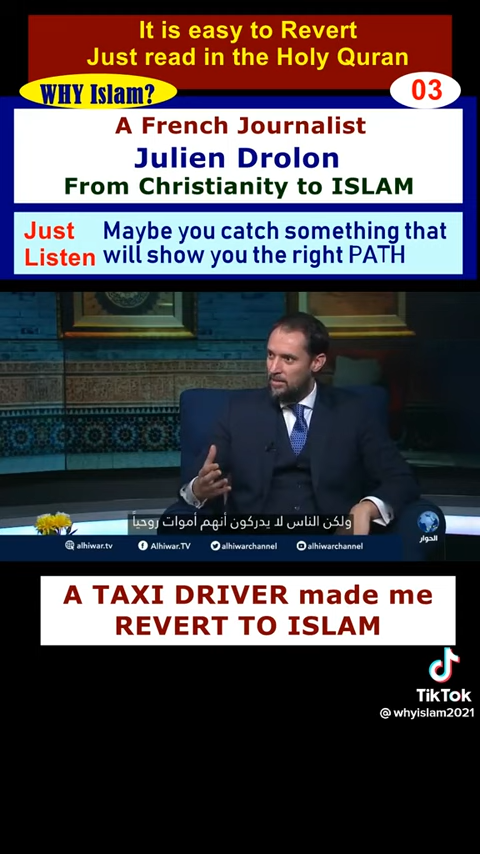 It is easy to Revert
Just read in the Holy Quran
WHY Islam?
03
A French Journalist
Julien Drolon
From Christianity to ISLAM
Just Listen
Maybe you catch something that
will show you the right PATH
ولكن الناس لا يدركون أنهم أموات روحياً
الحوار
alhiwar.tv
Alhiwar.TV
alhiwarchannel
alhiwarchannel
A TAXI DRIVER made me
REVERT TO ISLAM
TikTok
@whyislam2021